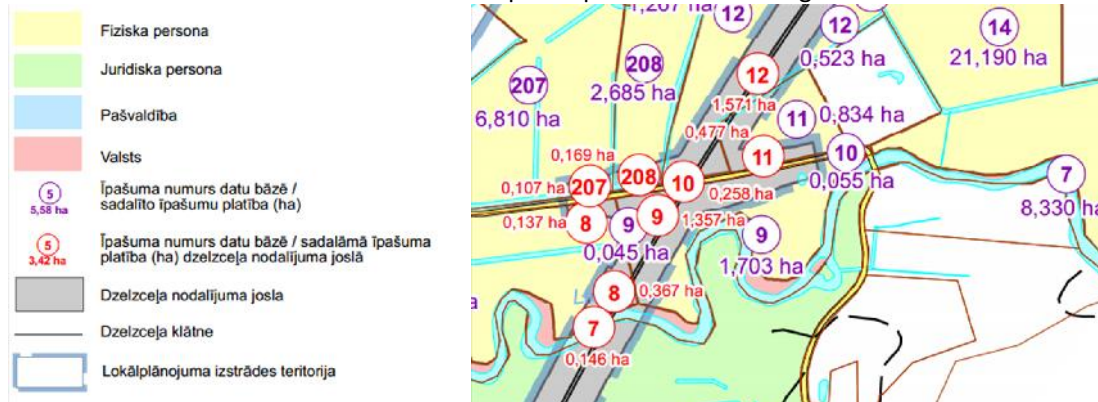 Fiziska persona
Juridiska persona
Pašvaldība
Valsts
5
5,58 ha
Īpašuma numurs datu bāzē /
sadalīto īpašumu platība (ha)
5
3,42 ha
Īpašuma numurs datu bāzē / sadalāmā īpašuma
platība (ha) dzelzceļa nodalījuma joslā
Dzelzceļa nodalījuma josla
Dzelzceļa klātne
Lokālplānojuma izstrādes teritorija
12
12
0,523 ha
14
21,190 ha
208
2,685 ha
207
6,810 ha
12
1,571 ha
11
0,834 ha
0,477 ha
11
10
0,055 ha
0,169 ha
208
10
0,258 ha
0,107 ha
207
7
8,330 ha
0,137 ha
8
9
0,045 ha
9
1,357 ha
9
1,703 ha
8
0,367 ha
7
0,146 ha